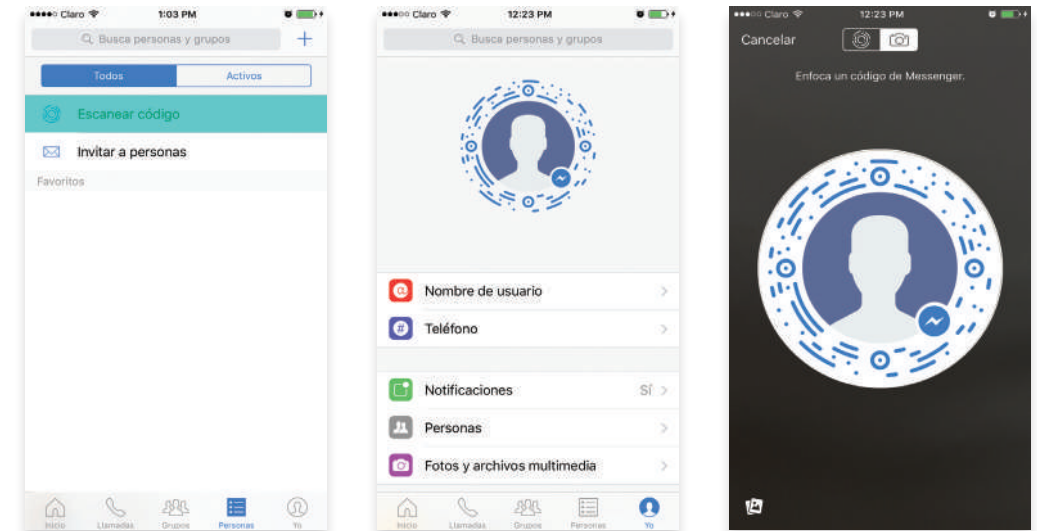 Claro 1:03 PM
Busca personas y grupos
Todos Activos
Escanear código
Invitar a personas
Favoritos
Inicio Llamadas Grupos Personas Yo
Claro 12:23 PM
Busca personas y grupos
@ Nombre de usuario
# Teléfono
Notificaciones Sí
Personas
Fotos y archivos multimedia
Inicio Llamadas Grupos Personas Yo
Claro 12:23 PM
Cancelar
Enfoca un código de Messenger.